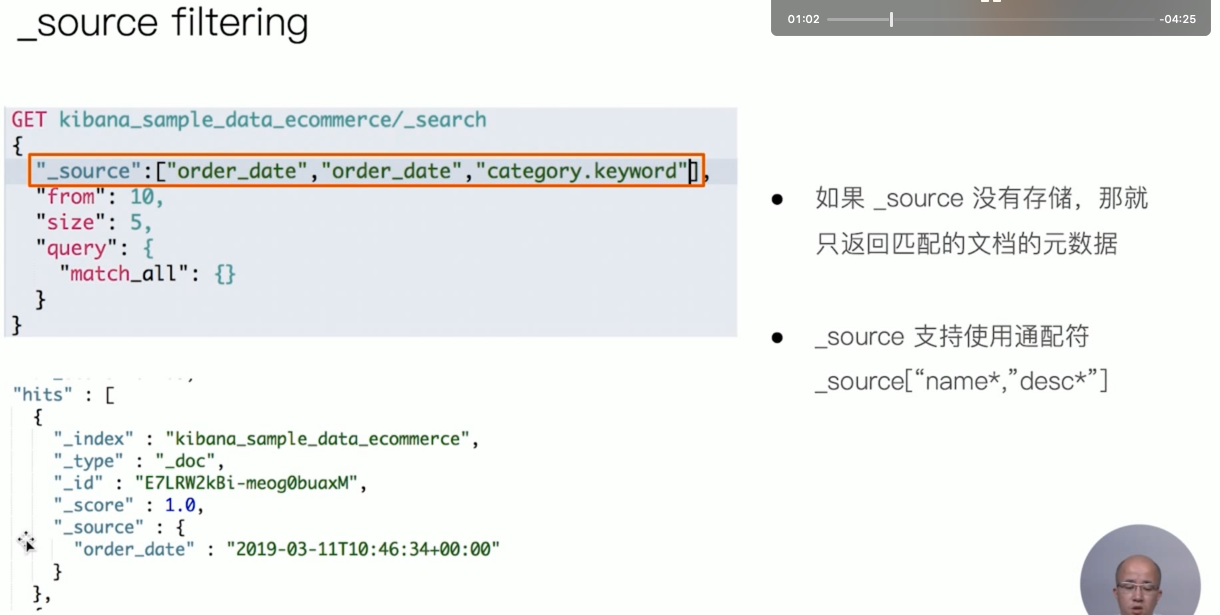 _source filtering
01:02
-04:25
GET kibana_sample_data_ecommerce/_search
{
"_source":["order_date","order_date","category.keyword"],
"from": 10,
"size": 5,
"query": {
"match_all": {}
}
}
● 如果 _source 没有存储，那就
只返回匹配的文档的元数据
● _source 支持使用通配符
_source[“name*,”desc*”]
"hits" : [
{
"_index" : "kibana_sample_data_ecommerce",
"_type" : "_doc",
"_id" : "E7LRW2kBi-meog0buaxM",
"_score" : 1.0,
"_source" : {
"order_date" : "2019-03-11T10:46:34+00:00"
}
},